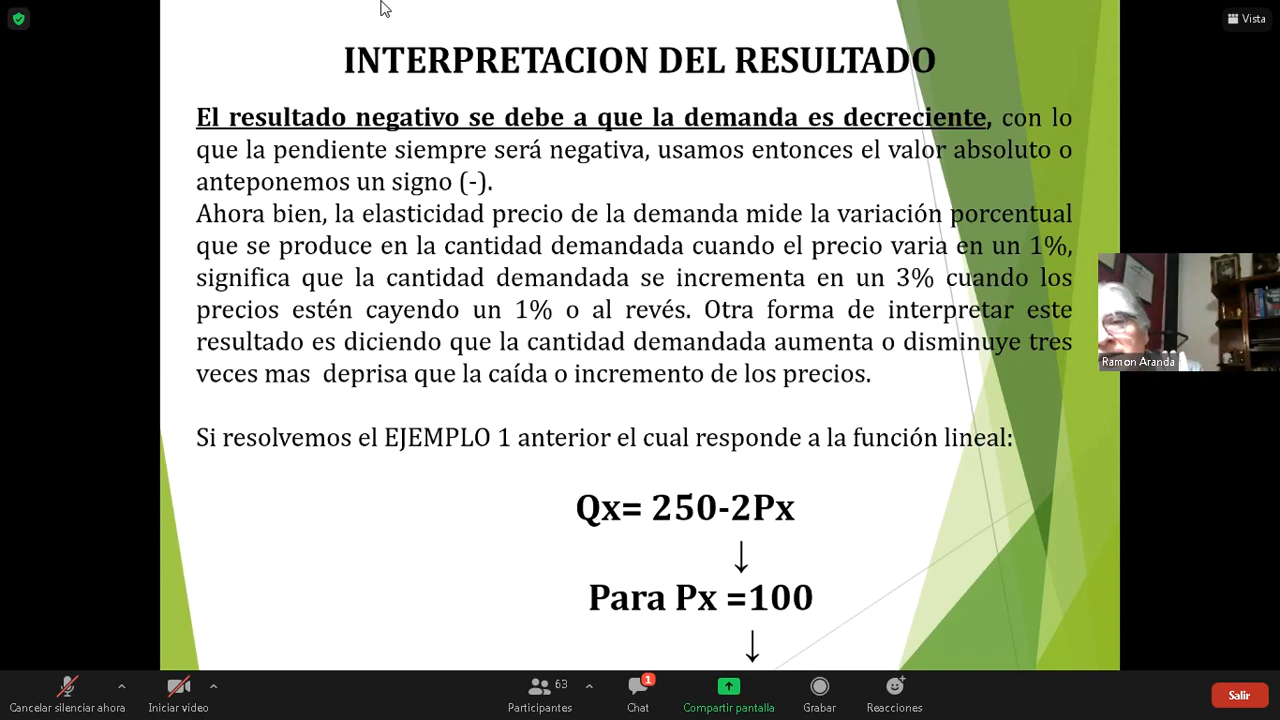 Vista
INTERPRETACION DEL RESULTADO
El resultado negativo se debe a que la demanda es decreciente, con lo
que la pendiente siempre será negativa, usamos entonces el valor absoluto o
anteponemos un signo (-).
Ahora bien, la elasticidad precio de la demanda mide la variación porcentual
que se produce en la cantidad demandada cuando el precio varia en un 1%,
significa que la cantidad demandada se incrementa en un 3% cuando los
precios estén cayendo un 1% o al revés. Otra forma de interpretar este
resultado es diciendo que la cantidad demandada aumenta o disminuye tres
veces mas deprisa que la caída o incremento de los precios.
Si resolvemos el EJEMPLO 1 anterior el cual responde a la función lineal:
Qx= 250-2Px
↓
Para Px =100
↓
Ramon Aranda
Cancelar silenciar ahora
Iniciar video
63
Participantes
1
Chat
Compartir pantalla
Grabar
Reacciones
Salir